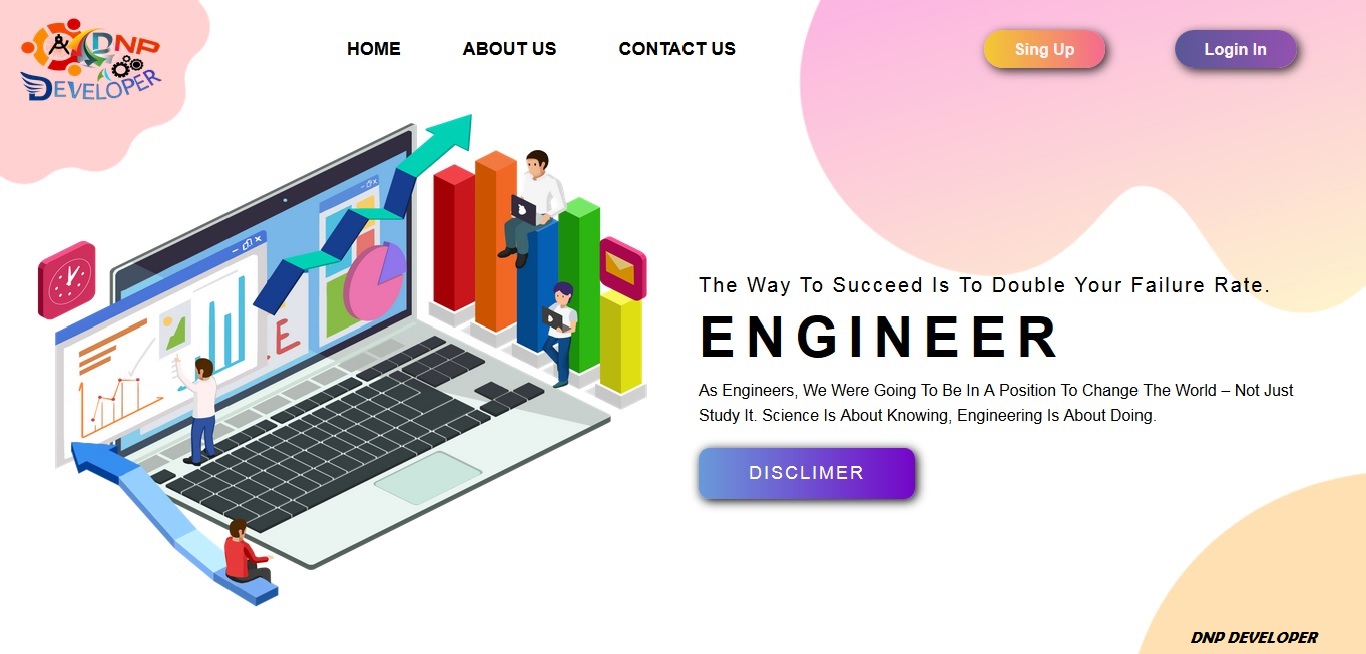 DNP
DEVELOPER
HOME
ABOUT US
CONTACT US
Sing Up
Login In
E
The Way To Succeed Is To Double Your Failure Rate.
ENGINEER
As Engineers, We Were Going To Be In A Position To Change The World – Not Just
Study It. Science Is About Knowing, Engineering Is About Doing.
DISCLIMER
DNP DEVELOPER